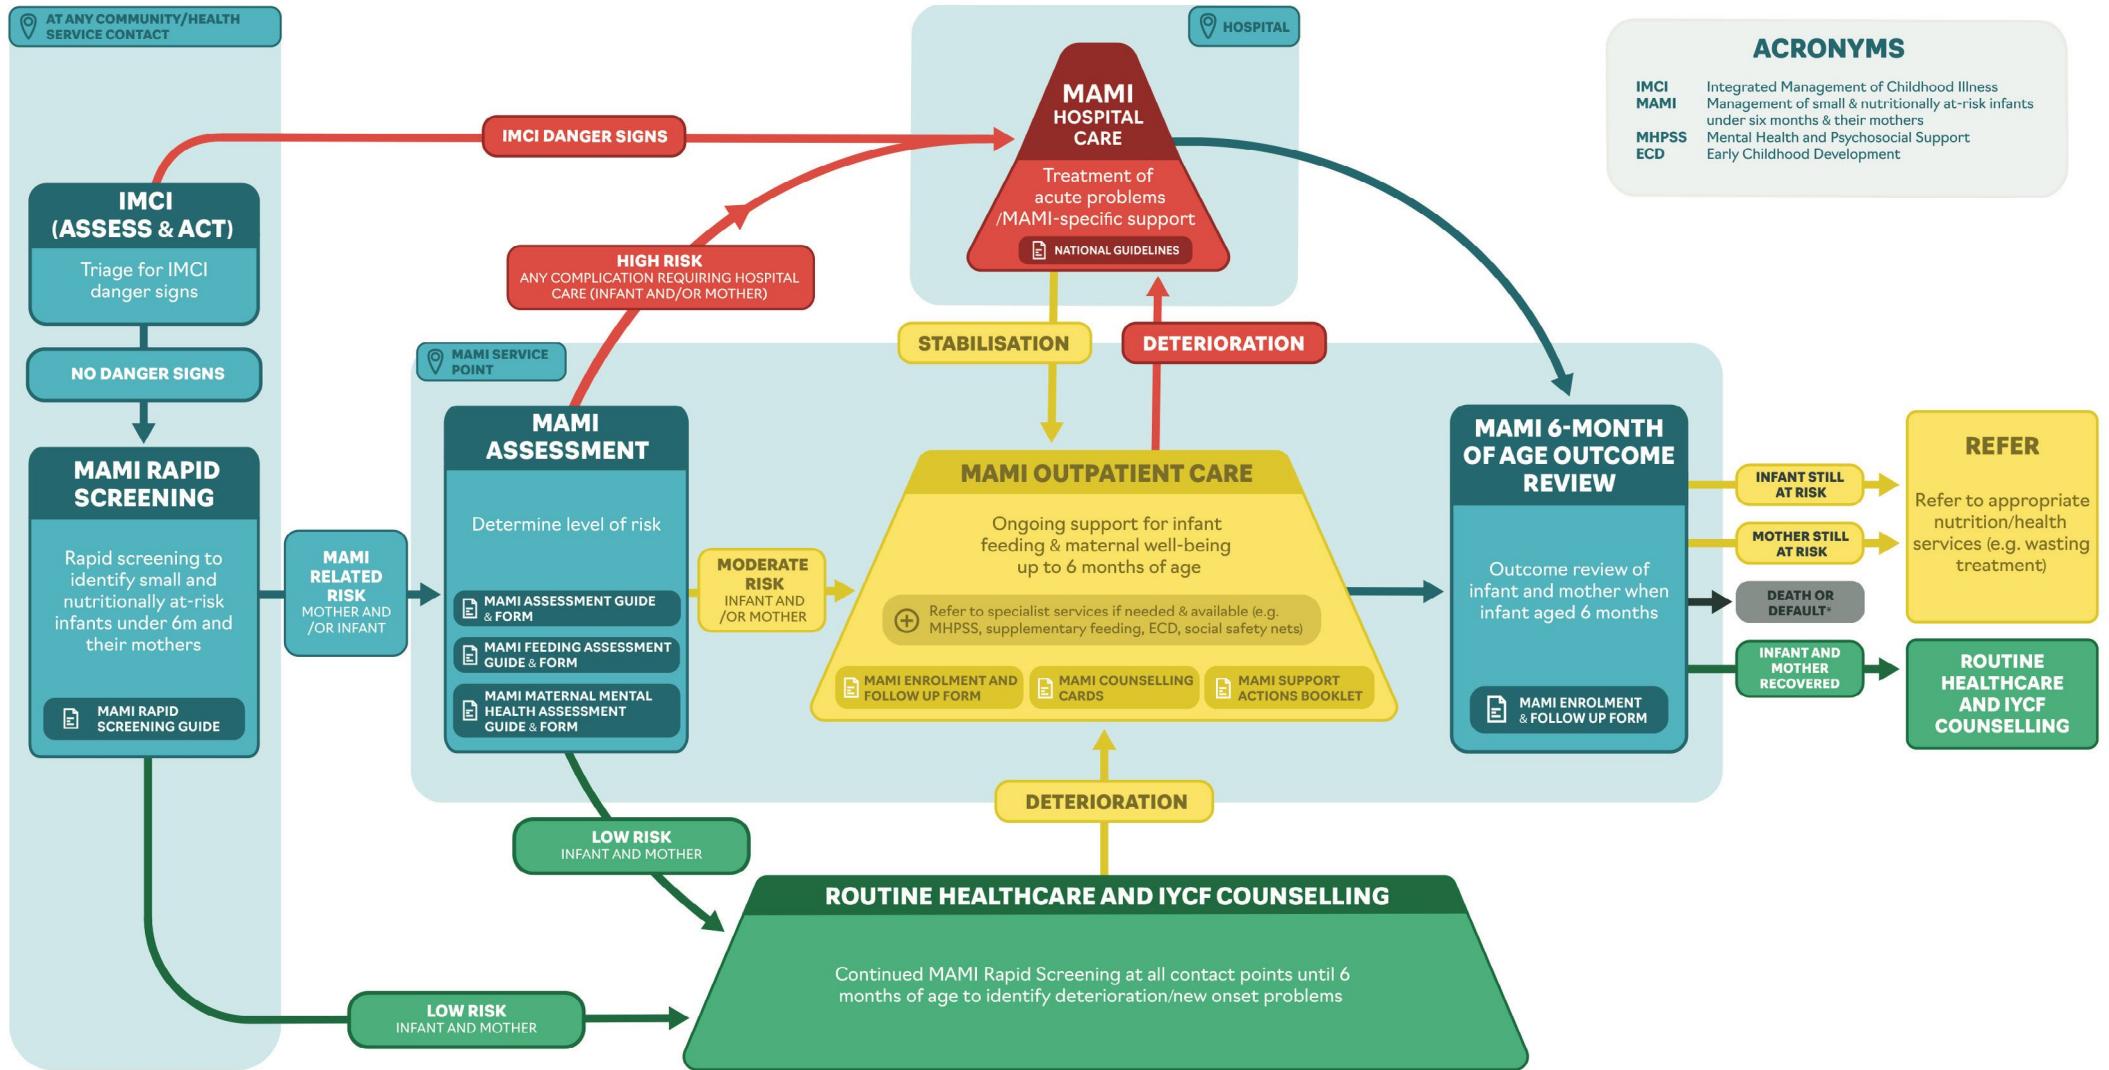 AT ANY COMMUNITY/HEALTH
SERVICE CONTACT
HOSPITAL
ACRONYMS
IMCI Integrated Management of Childhood Illness
MAMI Management of small & nutritionally at-risk infants
under six months & their mothers
MHPSS Mental Health and Psychosocial Support
ECD Early Childhood Development
IMCI DANGER SIGNS
MAMI
HOSPITAL
CARE
Treatment of
acute problems
/MAMI-specific support
NATIONAL GUIDELINES
IMCI
(ASSESS & ACT)
Triage for IMCI
danger signs
HIGH RISK
ANY COMPLICATION REQUIRING HOSPITAL
CARE (INFANT AND/OR MOTHER)
NO DANGER SIGNS
MAMI SERVICE
POINT
STABILISATION
DETERIORATION
MAMI RAPID
SCREENING
Rapid screening to
identify small and
nutritionally at-risk
infants under 6m and
their mothers
MAMI RAPID
SCREENING GUIDE
MAMI
RELATED
RISK
MOTHER AND
/OR INFANT
MAMI
ASSESSMENT
Determine level of risk
MAMI ASSESSMENT GUIDE
& FORM
MAMI FEEDING ASSESSMENT
GUIDE & FORM
MAMI MATERNAL MENTAL
HEALTH ASSESSMENT
GUIDE & FORM
MODERATE
RISK
INFANT AND
/OR MOTHER
MAMI OUTPATIENT CARE
Ongoing support for infant
feeding & maternal well-being
up to 6 months of age
Refer to specialist services if needed & available (e.g.
MHPSS, supplementary feeding, ECD, social safety nets)
MAMI ENROLMENT AND
FOLLOW UP FORM
MAMI COUNSELLING
CARDS
MAMI SUPPORT
ACTIONS BOOKLET
MAMI 6-MONTH
OF AGE OUTCOME
REVIEW
Outcome review of
infant and mother when
infant aged 6 months
MAMI ENROLMENT
& FOLLOW UP FORM
INFANT STILL
AT RISK
MOTHER STILL
AT RISK
DEATH OR
DEFAULT*
INFANT AND
MOTHER
RECOVERED
REFER
Refer to appropriate
nutrition/health
services (e.g. wasting
treatment)
ROUTINE
HEALTHCARE
AND IYCF
COUNSELLING
DETERIORATION
LOW RISK
INFANT AND MOTHER
ROUTINE HEALTHCARE AND IYCF COUNSELLING
Continued MAMI Rapid Screening at all contact points until 6
months of age to identify deterioration/new onset problems
LOW RISK
INFANT AND MOTHER